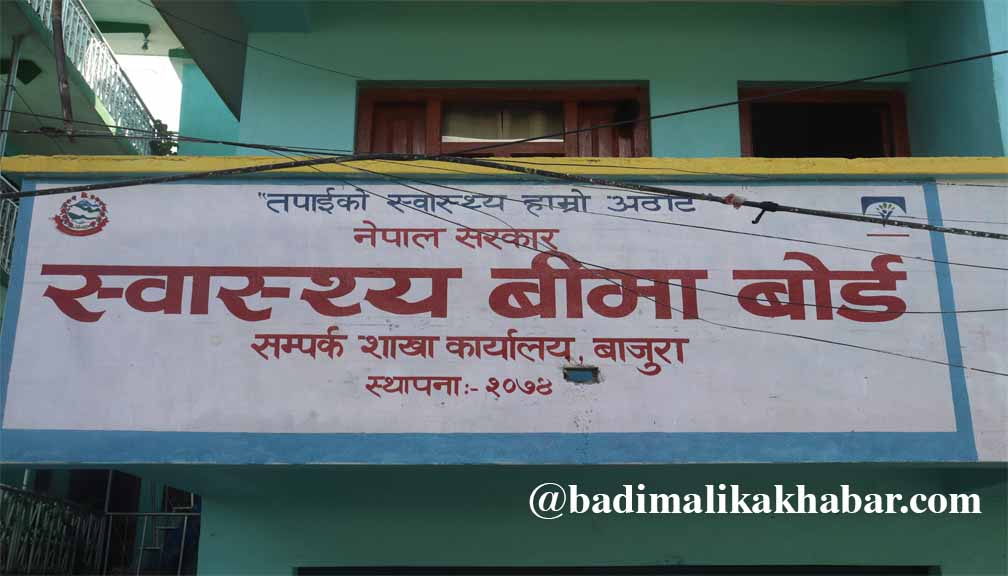 "तपाईको स्वास्थ्य हाम्रो अठोट
नेपाल सरकार
स्वास्थ्य बीमा बोर्ड
सम्पर्क शाखा कार्यालय, बाजुरा
स्थापनाः- २०७४
@badimalikakhabar.com